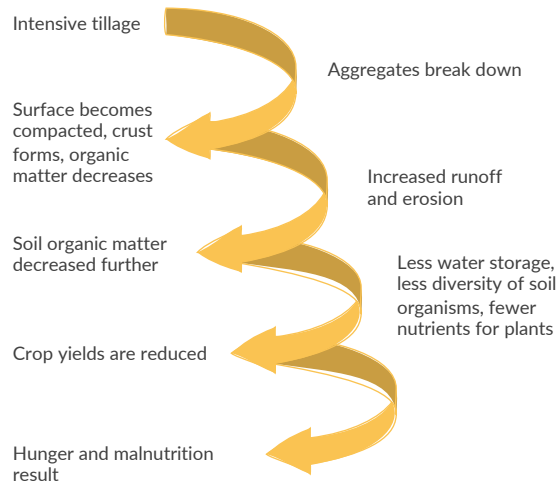 Intensive tillage
Aggregates break down
Surface becomes
compacted, crust
forms, organic
matter decreases
Increased runoff
and erosion
Soil organic matter
decreased further
Less water storage,
less diversity of soil
organisms, fewer
nutrients for plants
Crop yields are reduced
Hunger and malnutrition
result